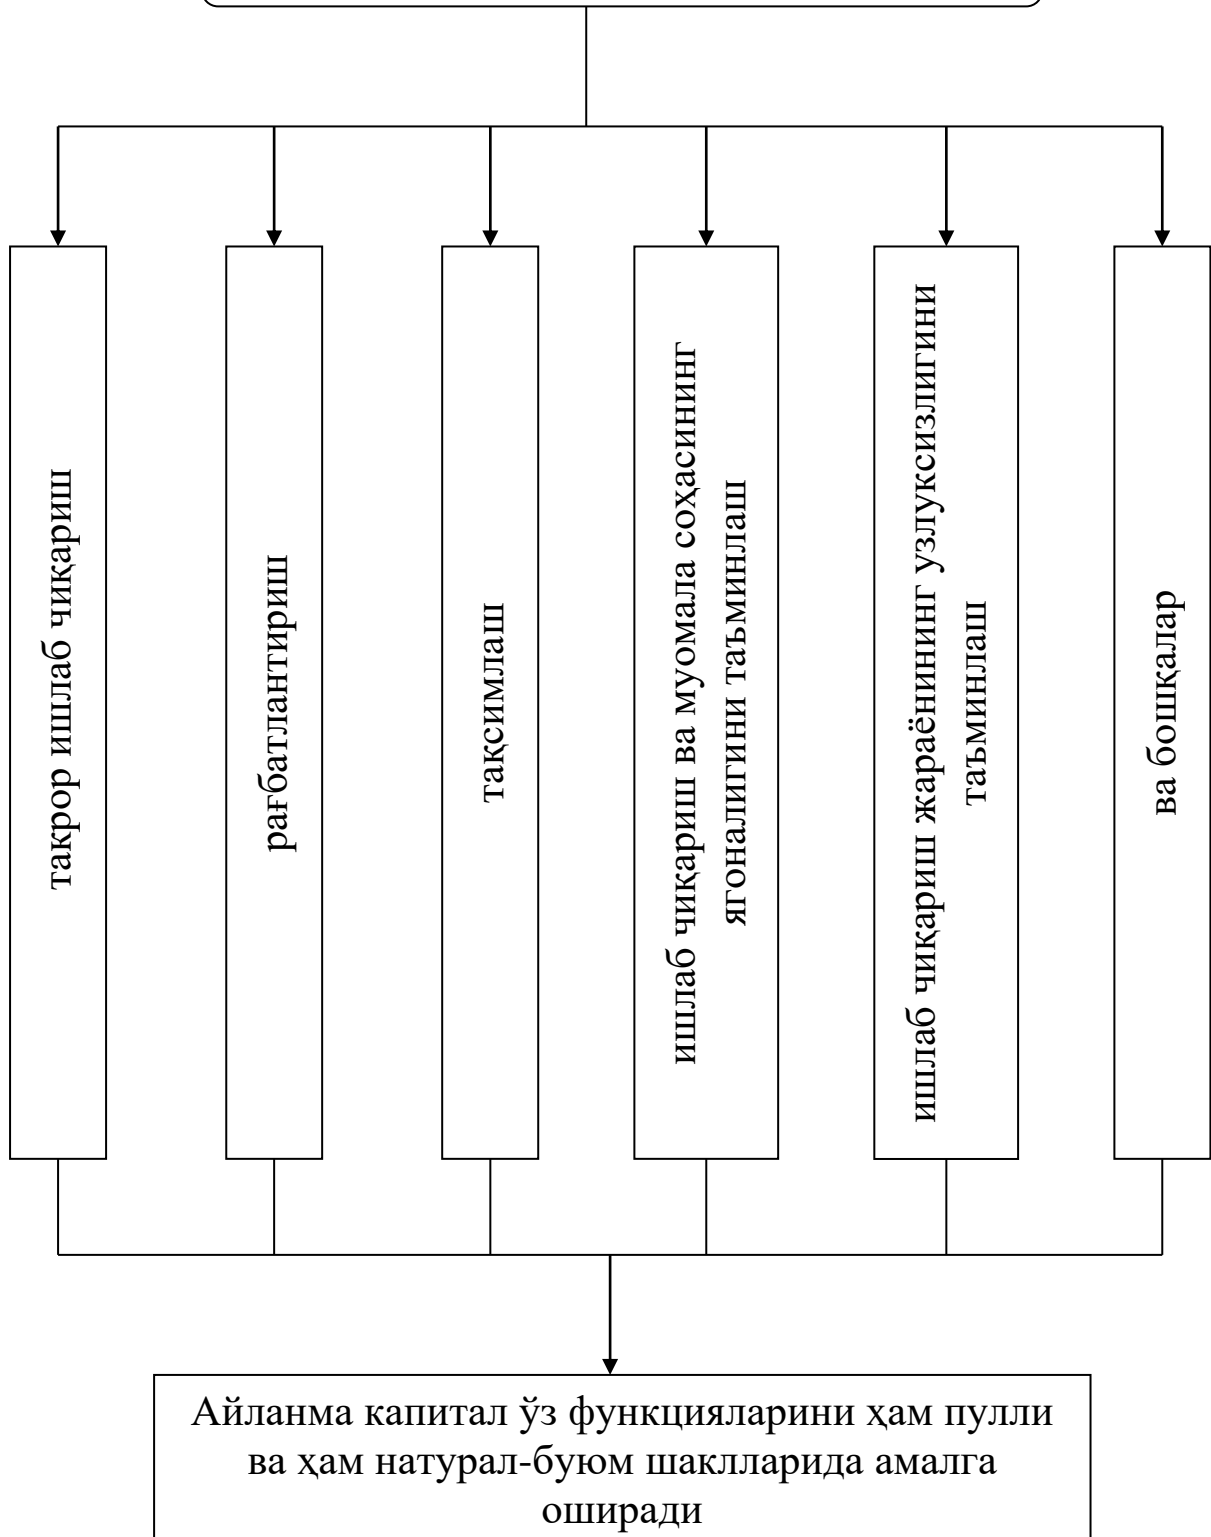 такрор ишлаб чиқариш
рағбатлантириш
тақсимлаш
ишлаб чиқариш ва муомала соҳасининг
ягоналигини таъминлаш
ишлаб чиқариш жараёнининг узлуксизлигини
таъминлаш
ва бошқалар
Айланма капитал ўз функцияларини ҳам пулли
ва ҳам натурал-буюм шаклларида амалга
оширади